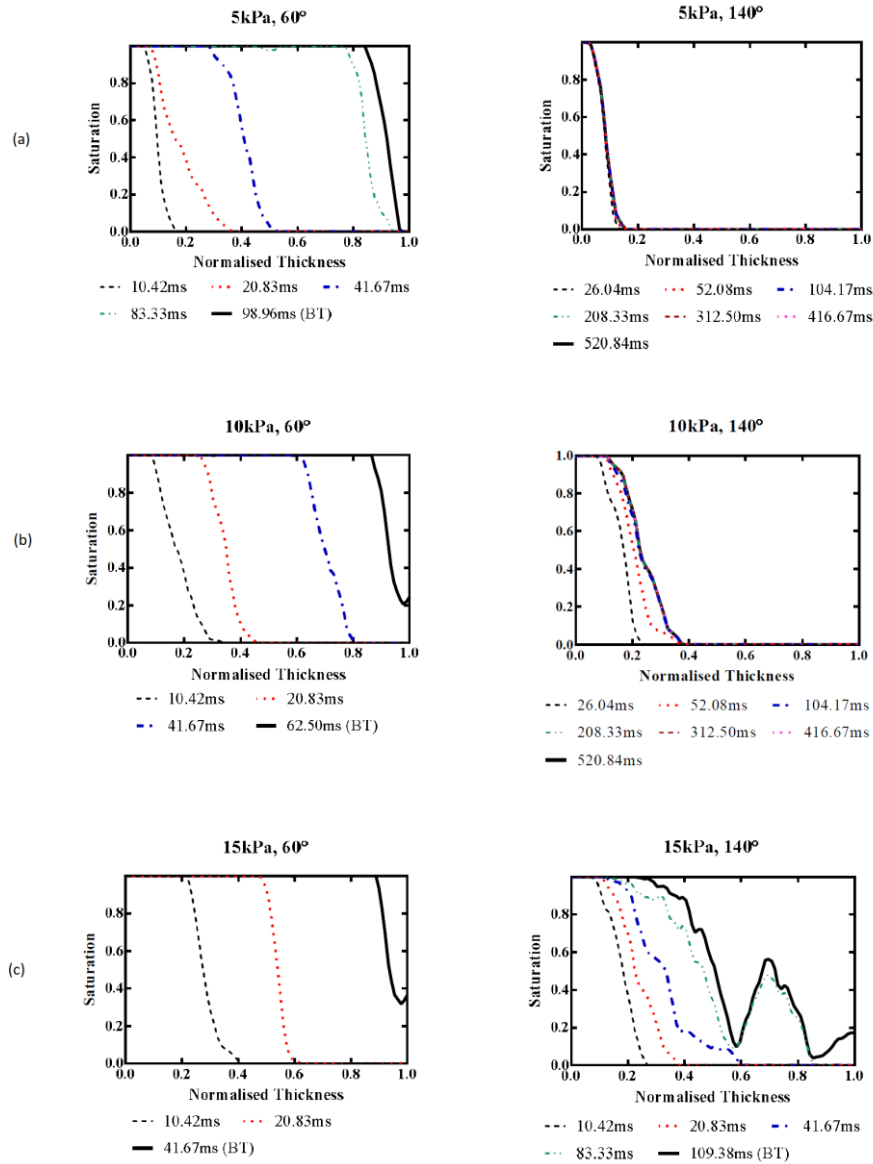 5kPa, 60°
5kPa, 140°
(a)
Saturation
0.8
0.6
0.4
0.2
0.0
0.0 0.2 0.4 0.6 0.8 1.0
Normalised Thickness
10.42ms 20.83ms 41.67ms
83.33ms 98.96ms (BT)
Saturation
0.8
0.6
0.4
0.2
0.0
0.0 0.2 0.4 0.6 0.8 1.0
Normalised Thickness
26.04ms 52.08ms 104.17ms
208.33ms 312.50ms 416.67ms
520.84ms
10kPa, 60°
10kPa, 140°
(b)
Saturation
0.8
0.6
0.4
0.2
0.0
0.0 0.2 0.4 0.6 0.8 1.0
Normalised Thickness
10.42ms 20.83ms
41.67ms 62.50ms (BT)
Saturation
1.0
0.8
0.6
0.4
0.2
0.0
0.0 0.2 0.4 0.6 0.8 1.0
Normalised Thickness
26.04ms 52.08ms 104.17ms
208.33ms 312.50ms 416.67ms
520.84ms
15kPa, 60°
15kPa, 140°
(c)
Saturation
0.8
0.6
0.4
0.2
0.0
0.0 0.2 0.4 0.6 0.8 1.0
Normalised Thickness
10.42ms 20.83ms
41.67ms (BT)
Saturation
0.8
0.6
0.4
0.2
0.0
0.0 0.2 0.4 0.6 0.8 1.0
Normalised Thickness
10.42ms 20.83ms 41.67ms
83.33ms 109.38ms (BT)